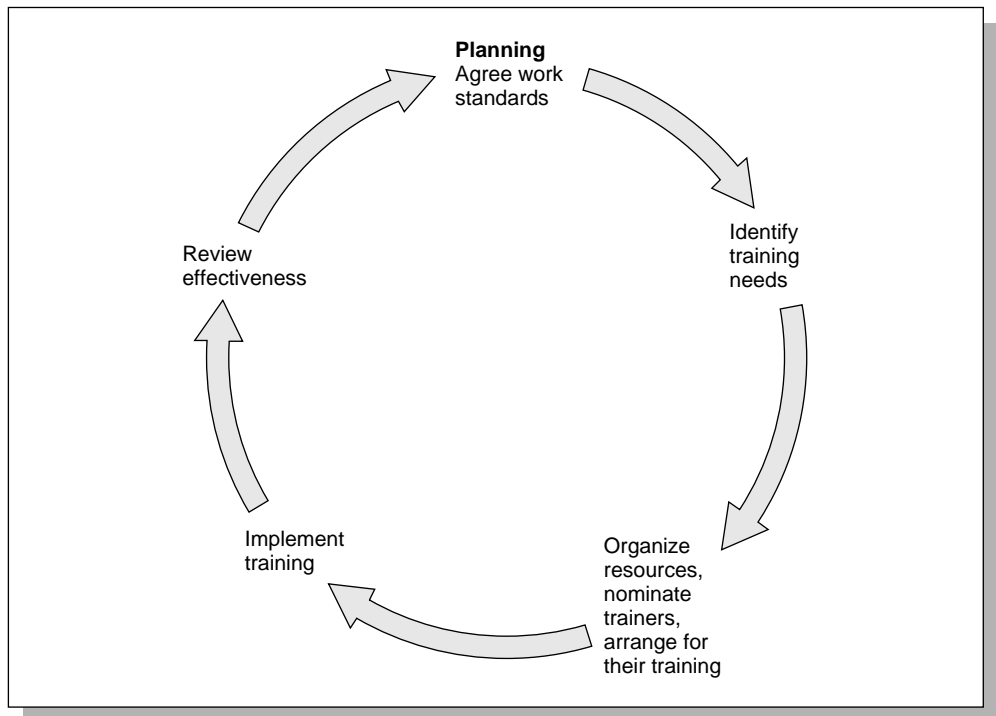 Planning
Agree work
standards
Identify
training
needs
Organize
resources,
nominate
trainers,
arrange for
their training
Implement
training
Review
effectiveness